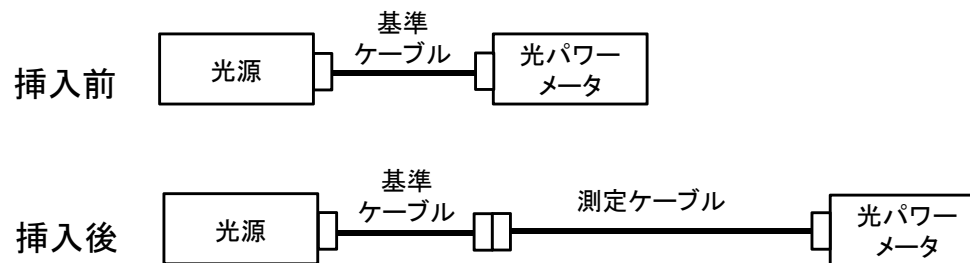 挿入前
光源
基準
ケーブル
光パワー
メータ
挿入後
光源
基準
ケーブル
測定ケーブル
光パワー
メータ